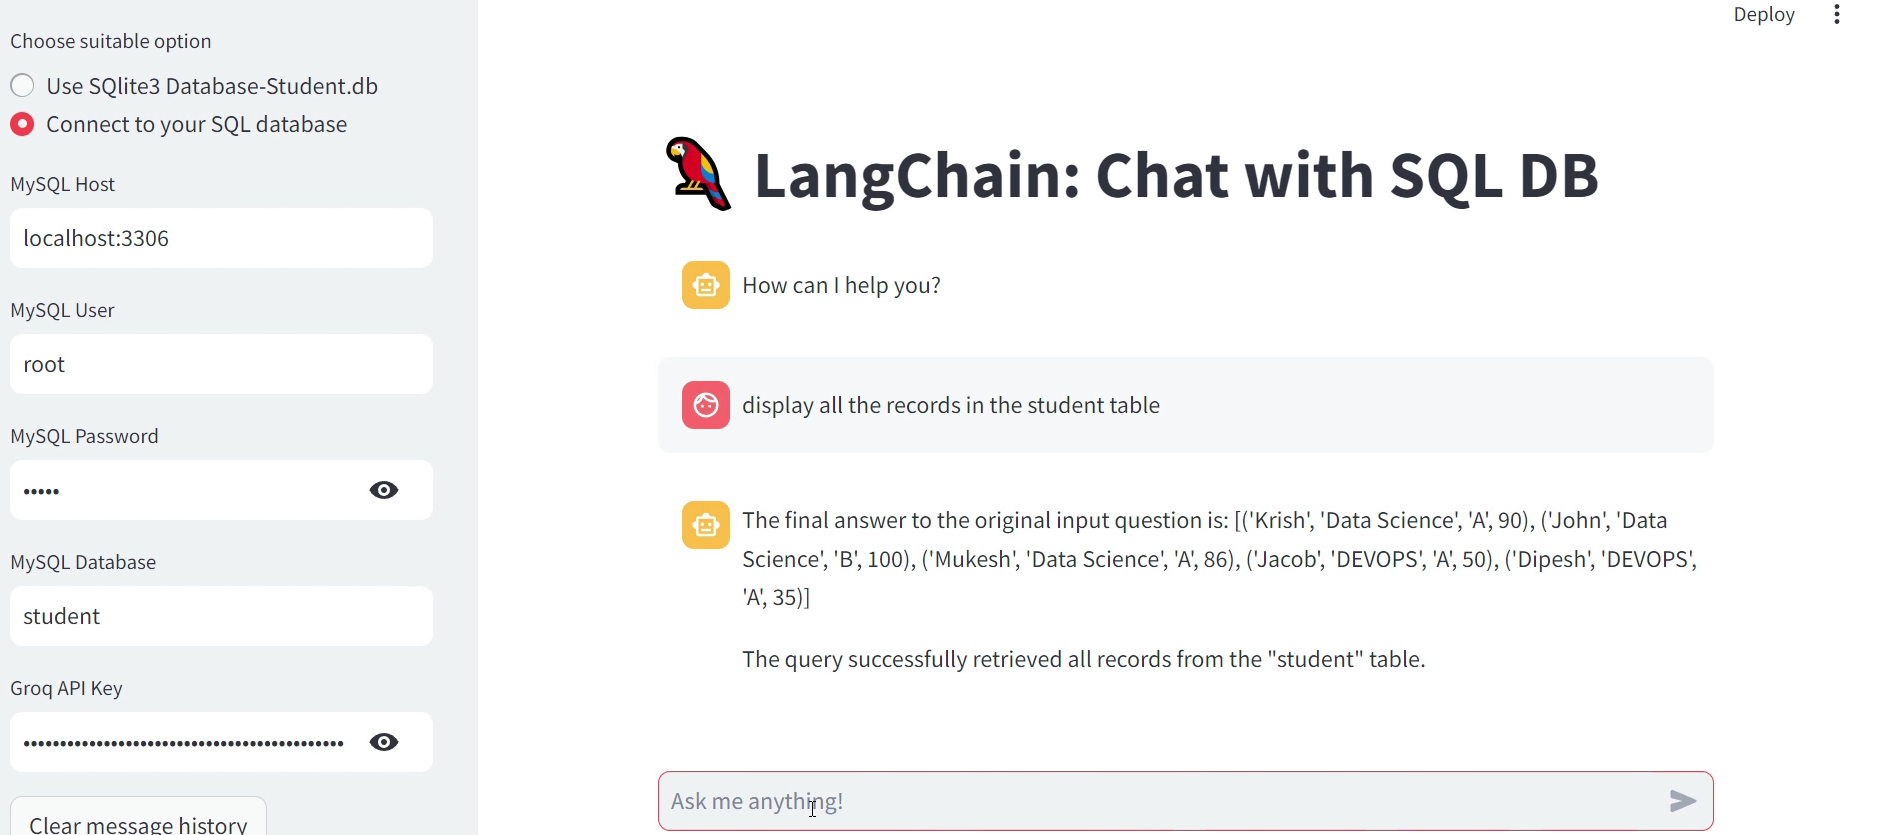 Deploy
Choose suitable option
Use SQlite3 Database-Student.db
Connect to your SQL database
MySQL Host
localhost:3306
MySQL User
root
MySQL Password
•••••
MySQL Database
student
Groq API Key
••••••••••••••••••••••••••••••••••••••••••••
Clear message history
LangChain: Chat with SQL DB
How can I help you?
display all the records in the student table
The final answer to the original input question is: [('Krish', 'Data Science', 'A', 90), ('John', 'Data
Science', 'B', 100), ('Mukesh', 'Data Science', 'A', 86), ('Jacob', 'DEVOPS', 'A', 50), ('Dipesh', 'DEVOPS',
'A', 35)]
The query successfully retrieved all records from the "student" table.
Ask me anything!